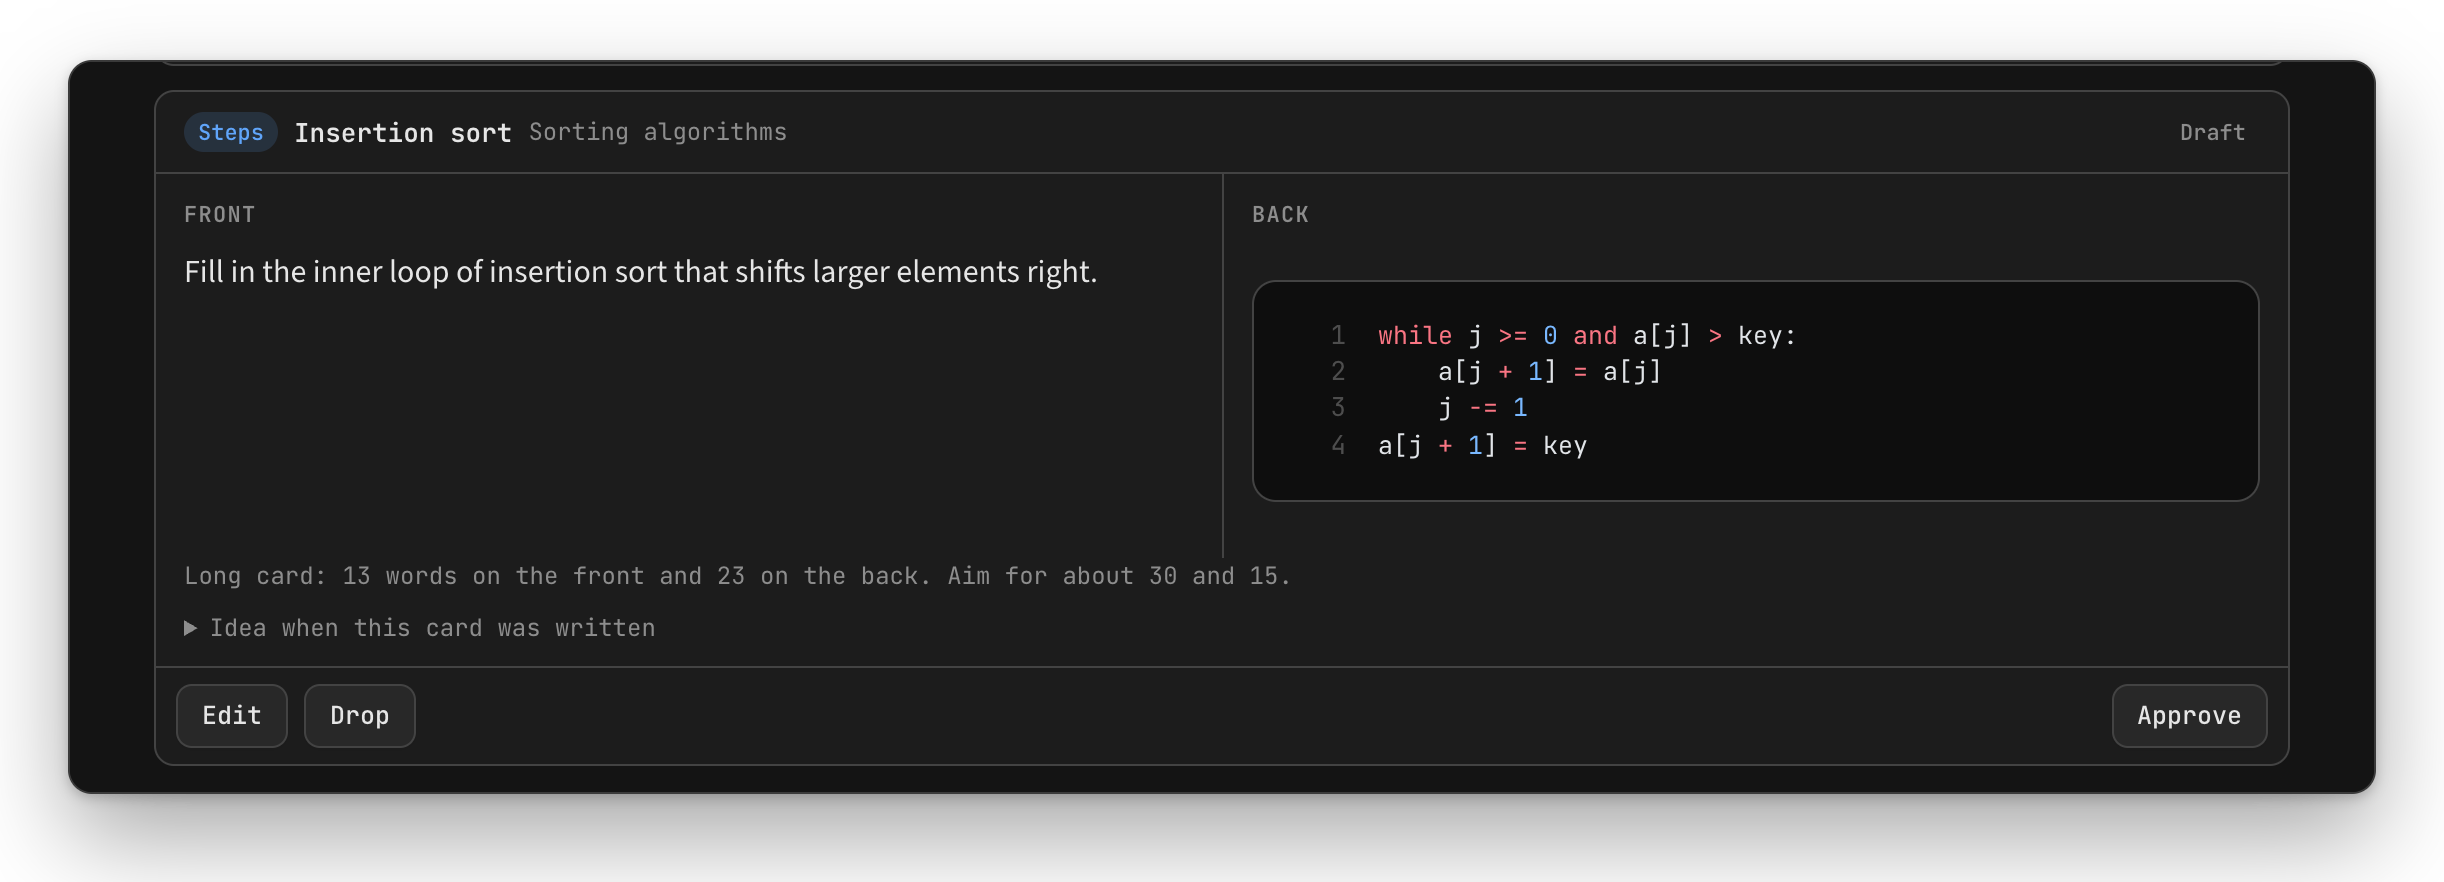 Steps Insertion sort Sorting algorithms Draft
FRONT
Fill in the inner loop of insertion sort that shifts larger elements right.
BACK
1 while j >= 0 and a[j] > key:
2     a[j + 1] = a[j]
3     j -= 1
4 a[j + 1] = key
Long card: 13 words on the front and 23 on the back. Aim for about 30 and 15.
▶ Idea when this card was written
Edit Drop Approve